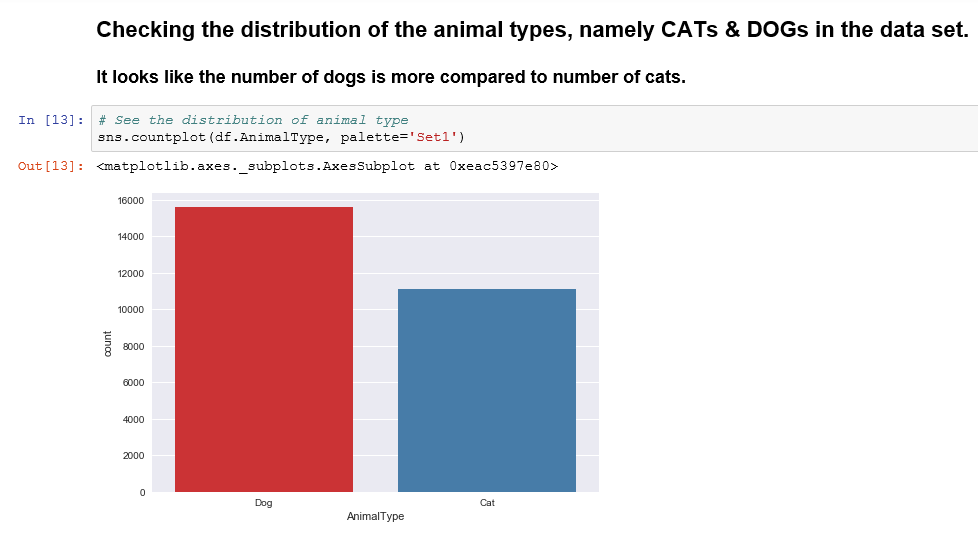 Checking the distribution of the animal types, namely CATs & DOGs in the data set.
It looks like the number of dogs is more compared to number of cats.
In [13]: # See the distribution of animal type
sns.countplot(df.AnimalType, palette='Set1')
Out[13]: <matplotlib.axes._subplots.AxesSubplot at 0xeac5397e80>
16000
14000
12000
10000
8000
6000
4000
2000
0
count
Dog Cat
AnimalType